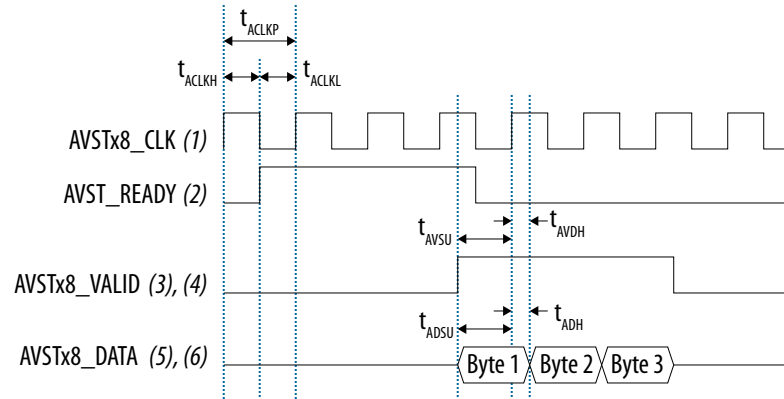 tACLKP
tACLKH tACLKL
AVSTx8_CLK (1)
AVST_READY (2)
tAVSU tAVDH
AVSTx8_VALID (3), (4)
tADSU tADH
AVSTx8_DATA (5), (6) Byte 1 Byte 2 Byte 3